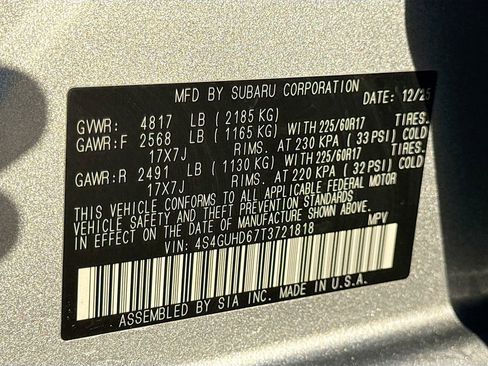 MFD BY SUBARU CORPORATION
DATE: 12/25
GVWR: 4817 LB (2185 KG)
GAWR:F 2568 LB (1165 KG) WITH 225/60R17 TIRES.
17X7J RIMS. AT 230 KPA (33 PSI) COLD
GAWR:R 2491 LB (1130 KG) WITH 225/60R17 TIRES.
17X7J RIMS. AT 220 KPA (32 PSI) COLD
THIS VEHICLE CONFORMS TO ALL APPLICABLE FEDERAL MOTOR
VEHICLE SAFETY AND THEFT PREVENTION STANDARDS
IN EFFECT ON THE DATE OF MANUFACTURE SHOWN ABOVE.
VIN: 4S4GUHD67T3721818 MPV
ASSEMBLED BY SIA INC. MADE IN U.S.A.